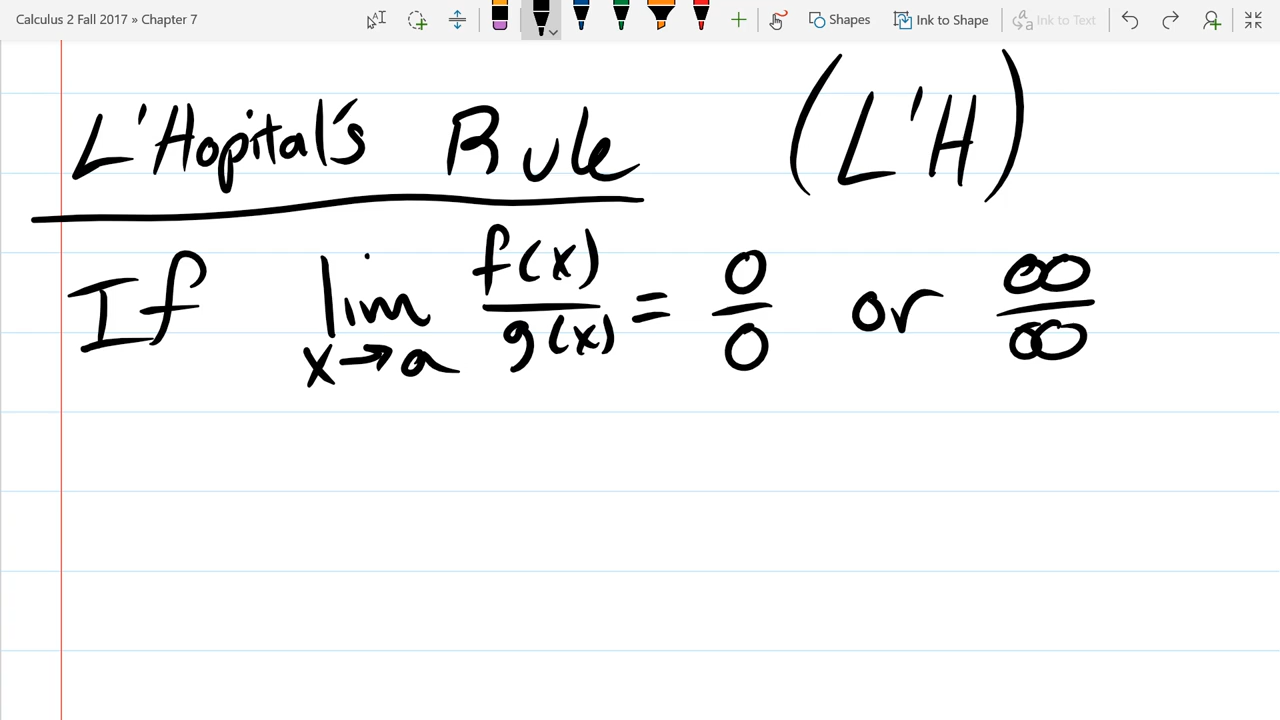 Calculus 2 Fall 2017 » Chapter 7
Shapes Ink to Shape Ink to Text
L'Hopital's Rule (L'H)
If lim x→a f(x)/g(x) = 0/0 or ∞/∞